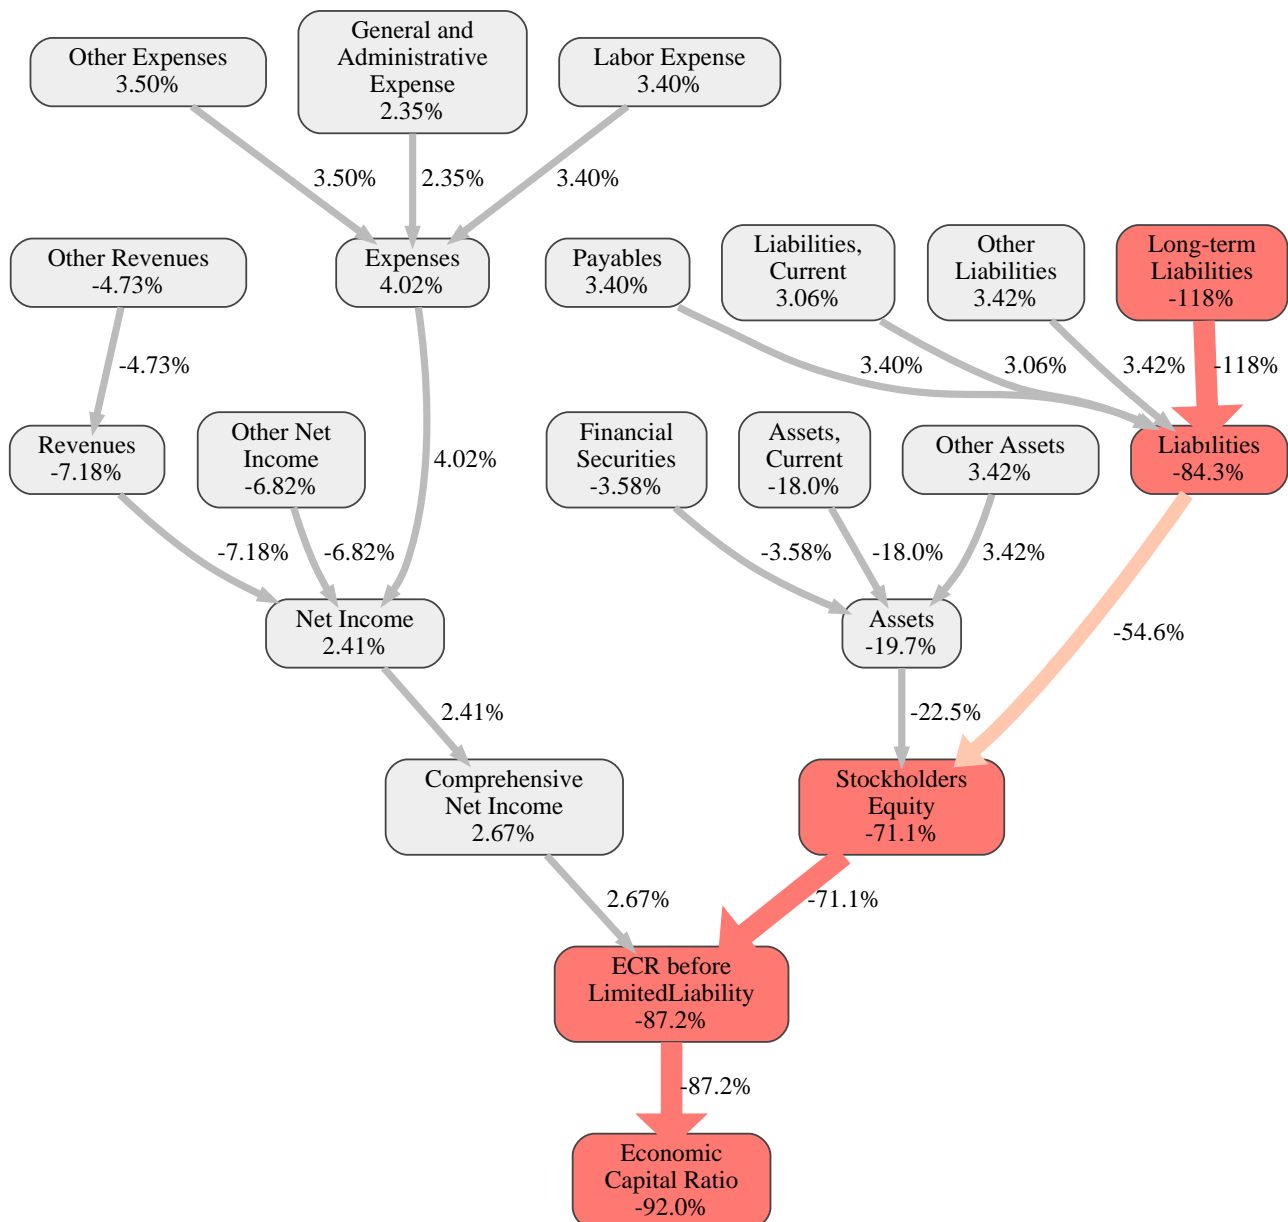 General and
Administrative
Expense
2.35%
Other Expenses
3.50%
Labor Expense
3.40%
3.50%
2.35%
3.40%
Other Revenues
-4.73%
Expenses
4.02%
Payables
3.40%
Liabilities,
Current
3.06%
Other
Liabilities
3.42%
Long-term
Liabilities
-118%
-4.73%
3.40%
3.06%
3.42%
-118%
Revenues
-7.18%
Other Net
Income
-6.82%
4.02%
Financial
Securities
-3.58%
Assets,
Current
-18.0%
Other Assets
3.42%
Liabilities
-84.3%
-7.18%
-6.82%
-3.58%
-18.0%
3.42%
Net Income
2.41%
Assets
-19.7%
-54.6%
2.41%
-22.5%
Comprehensive
Net Income
2.67%
Stockholders
Equity
-71.1%
2.67%
-71.1%
ECR before
LimitedLiability
-87.2%
-87.2%
Economic
Capital Ratio
-92.0%